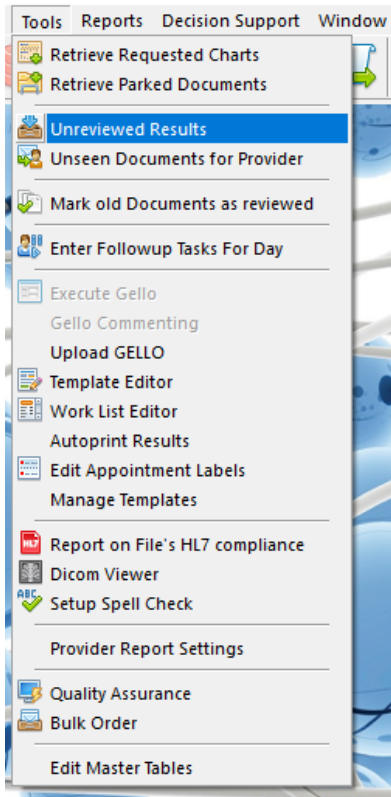 Tools Reports Decision Support Window
Retrieve Requested Charts
Retrieve Parked Documents
Unreviewed Results
Unseen Documents for Provider
Mark old Documents as reviewed
Enter Followup Tasks For Day
Execute Gello
Gello Commenting
Upload GELLO
Template Editor
Work List Editor
Autoprint Results
Edit Appointment Labels
Manage Templates
HL7 Report on File's HL7 compliance
Dicom Viewer
ABC Setup Spell Check
Provider Report Settings
Quality Assurance
Bulk Order
Edit Master Tables